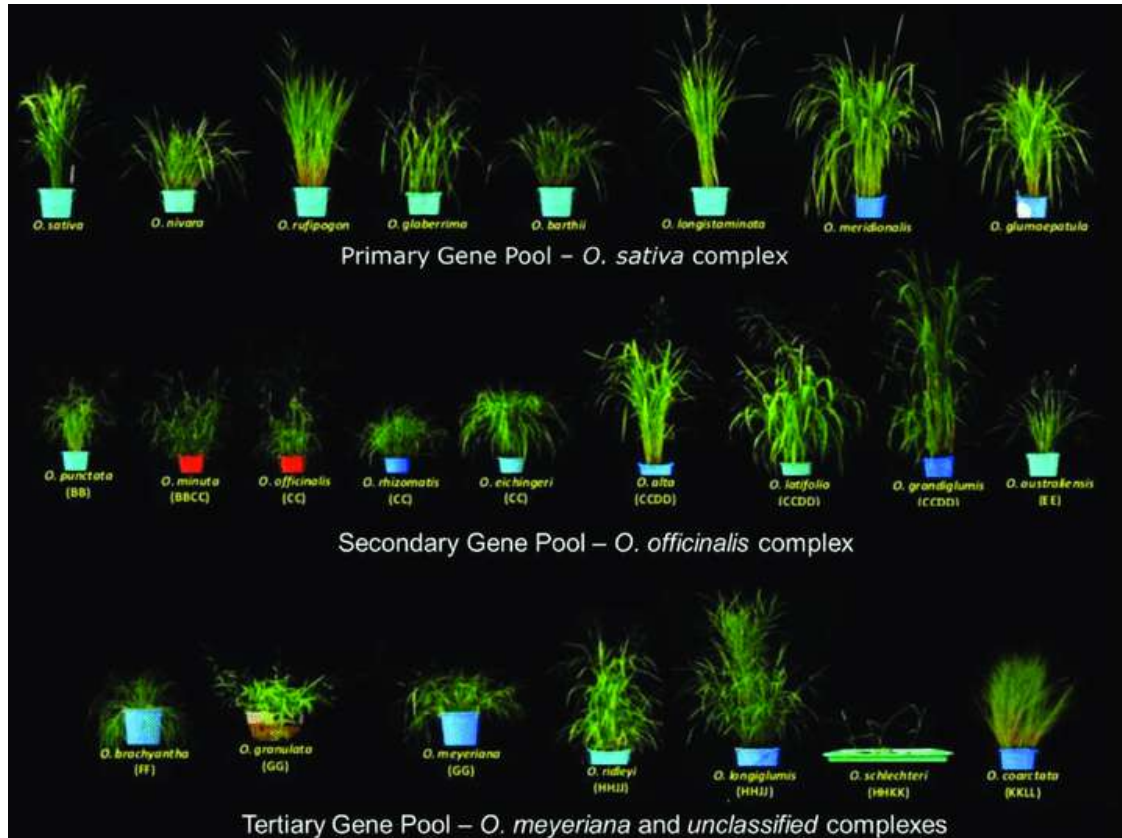 O. sativa
O. nivara
O. rufipogon
O. glaberrima
O. barthii
O. longistaminata
O. meridionalis
O. glumaepatula
Primary Gene Pool – O. sativa complex
O. punctata
(BB)
O. minuta
(BBCC)
O. officinalis
(CC)
O. rhizomatis
(CC)
O. eichingeri
(CC)
O. alta
(CCDD)
O. latifolia
(CCDD)
O. grandiglumis
(CCDD)
O. australiensis
(EE)
Secondary Gene Pool – O. officinalis complex
O. brachyantha
(FF)
O. granulata
(GG)
O. meyeriana
(GG)
O. ridleyi
(HHJJ)
O. longiglumis
(HHJJ)
O. schlechteri
(HHKK)
O. coarctata
(KKLL)
Tertiary Gene Pool – O. meyeriana and unclassified complexes